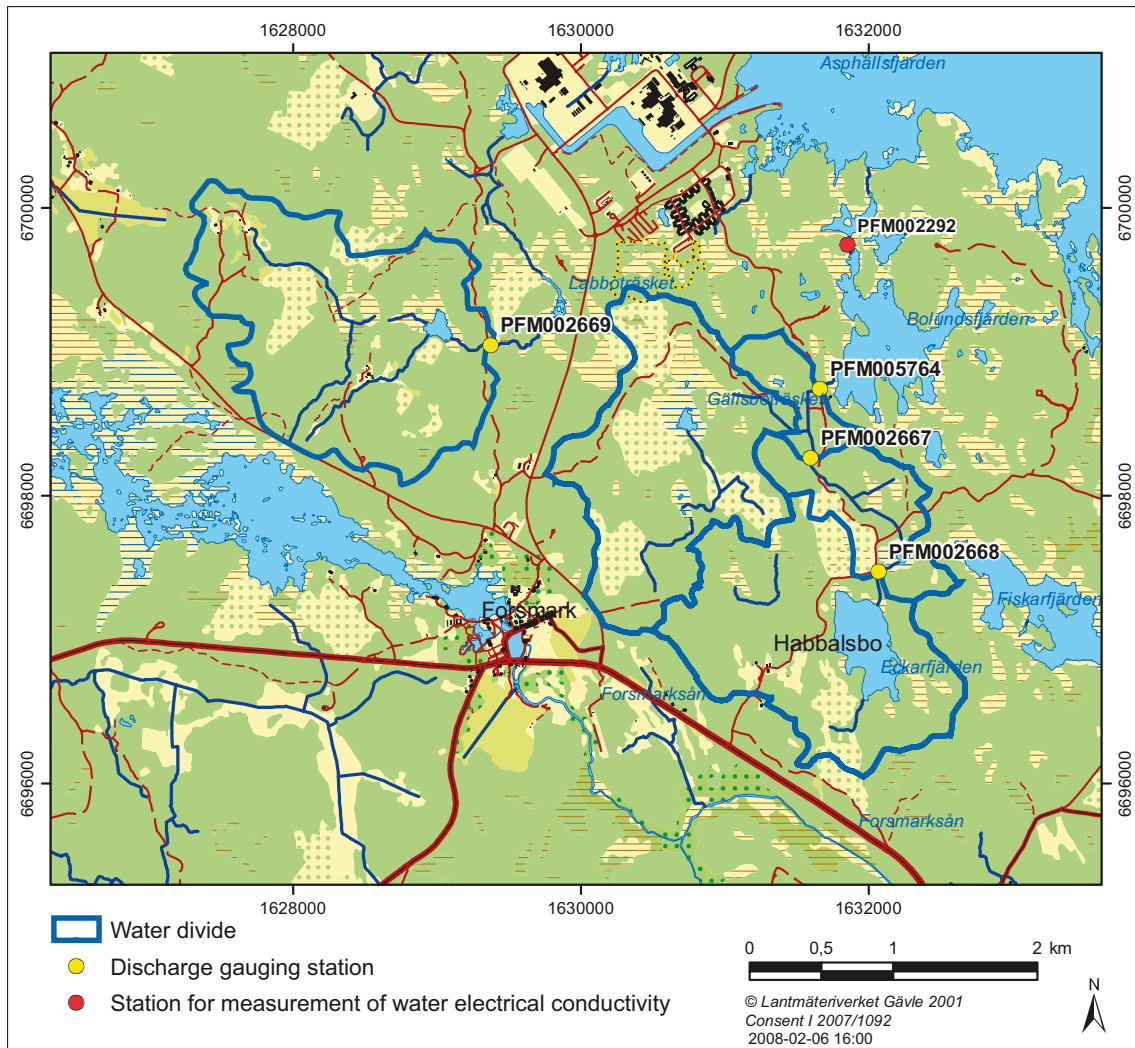 1628000 1630000 1632000
Asphällsfjärden
6700000 6700000
PFM002292
Labboträsket
Bolundsfjärden
PFM002669
PFM005764
Gällsboträsket
PFM002667
6698000 6698000
PFM002668
Fiskarfjärden
Forsmark
Habbalsbo
Eckarfjärden
Forsmarksån
6696000 6696000
Forsmarksån
1628000 1630000 1632000
Water divide
Discharge gauging station
Station for measurement of water electrical conductivity
0 0,5 1 2 km
© Lantmäteriverket Gävle 2001
Consent I 2007/1092
2008-02-06 16:00
N